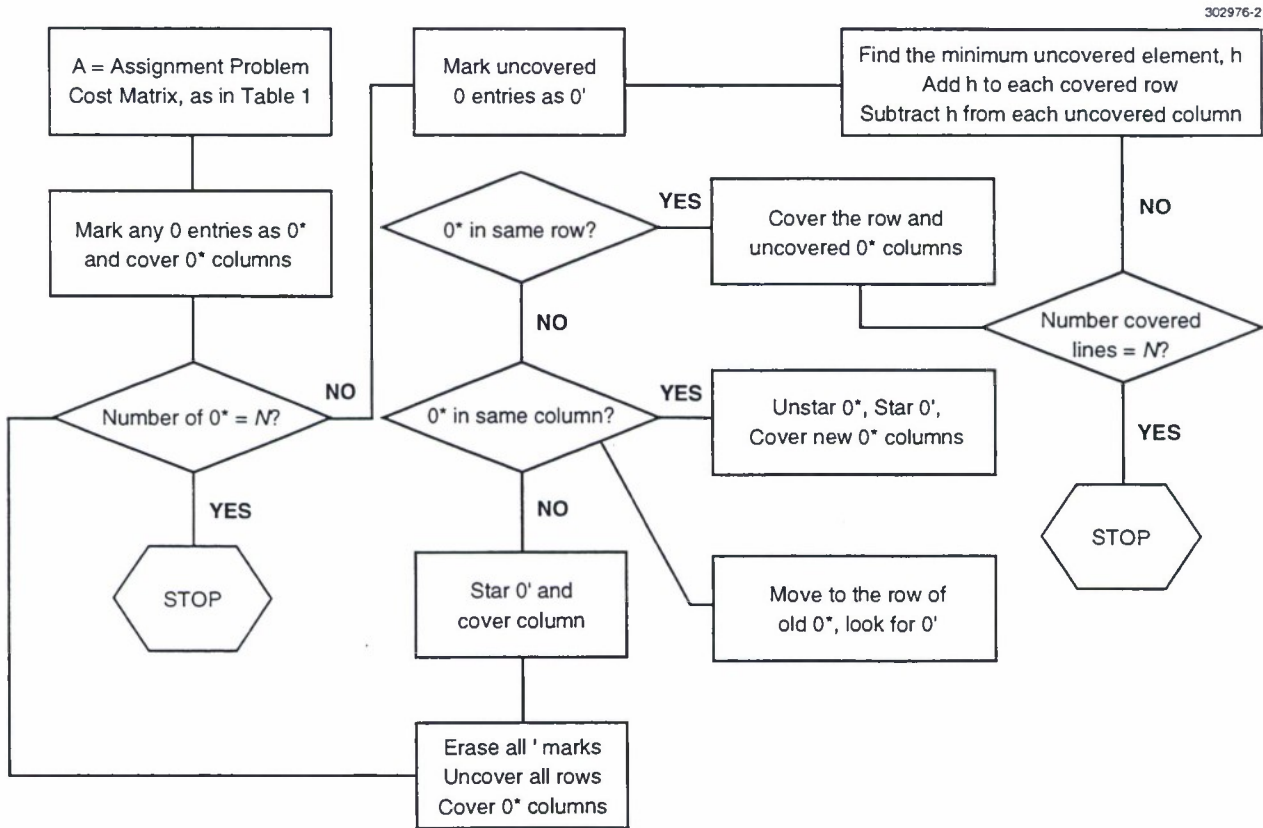 302976-2
A = Assignment Problem
Cost Matrix, as in Table 1
Mark uncovered
0 entries as 0'
Find the minimum uncovered element, h
Add h to each covered row
Subtract h from each uncovered column
Mark any 0 entries as 0*
and cover 0* columns
0* in same row?
YES
Cover the row and
uncovered 0* columns
NO
Number covered
lines = N?
NO
Number of 0* = N?
NO
0* in same column?
YES
Unstar 0*, Star 0',
Cover new 0* columns
YES
YES
STOP
NO
STOP
Star 0' and
cover column
Move to the row of
old 0*, look for 0'
Erase all ' marks
Uncover all rows
Cover 0* columns